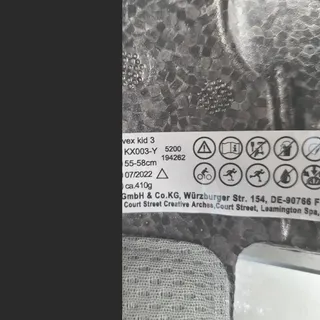 vex kid 3
KX003-Y 5200
55-58cm 194262
07/2022
ca.410g
GmbH & Co.KG, Würzburger Str. 154, DE-90766 F
Court Street Creative Arches, Court Street, Leamington Spa,